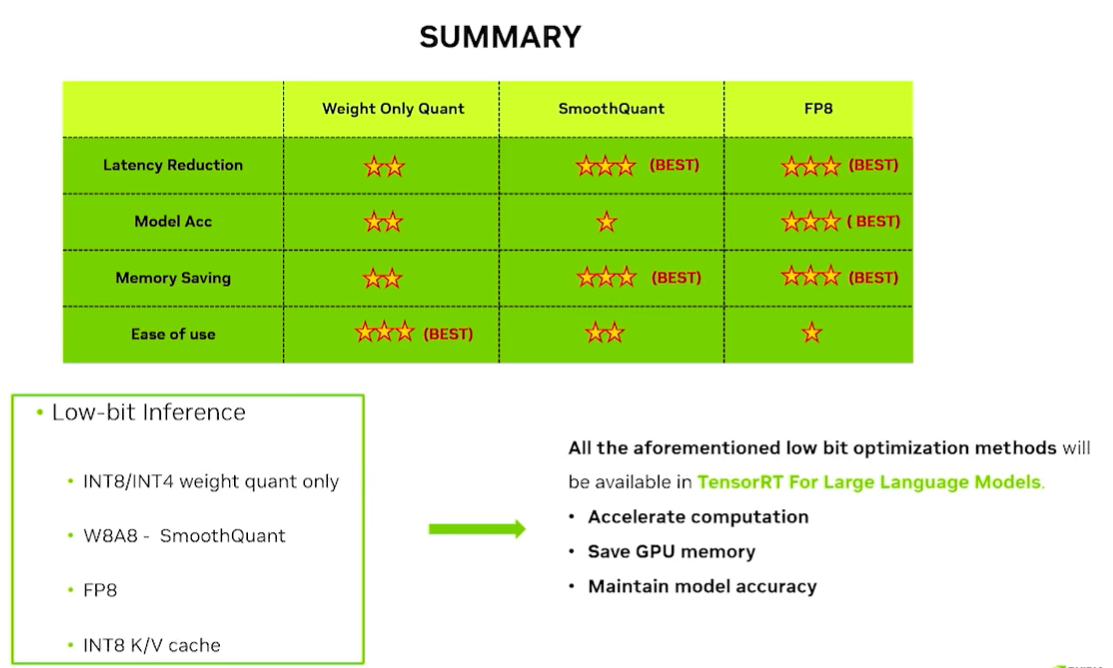 SUMMARY
Weight Only Quant SmoothQuant FP8
Latency Reduction (BEST) (BEST)
Model Acc ( BEST)
Memory Saving (BEST) (BEST)
Ease of use (BEST)
• Low-bit Inference
• INT8/INT4 weight quant only
• W8A8 - SmoothQuant
• FP8
• INT8 K/V cache
All the aforementioned low bit optimization methods will
be available in TensorRT For Large Language Models.
• Accelerate computation
• Save GPU memory
• Maintain model accuracy